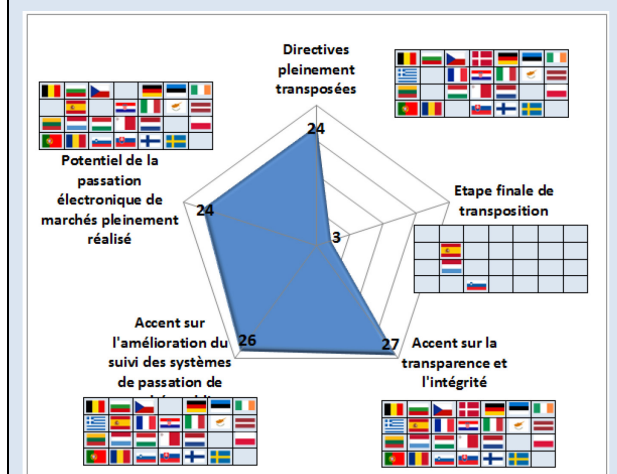 Directives
pleinement
transposées
24
Potentiel de la
passation
électronique de
marchés pleinement
réalisé
24
Etape finale de
transposition
3
Accent sur
l'amélioration du
suivi des systèmes
de passation de
26
27
Accent sur la
transparence et
l'intégrité